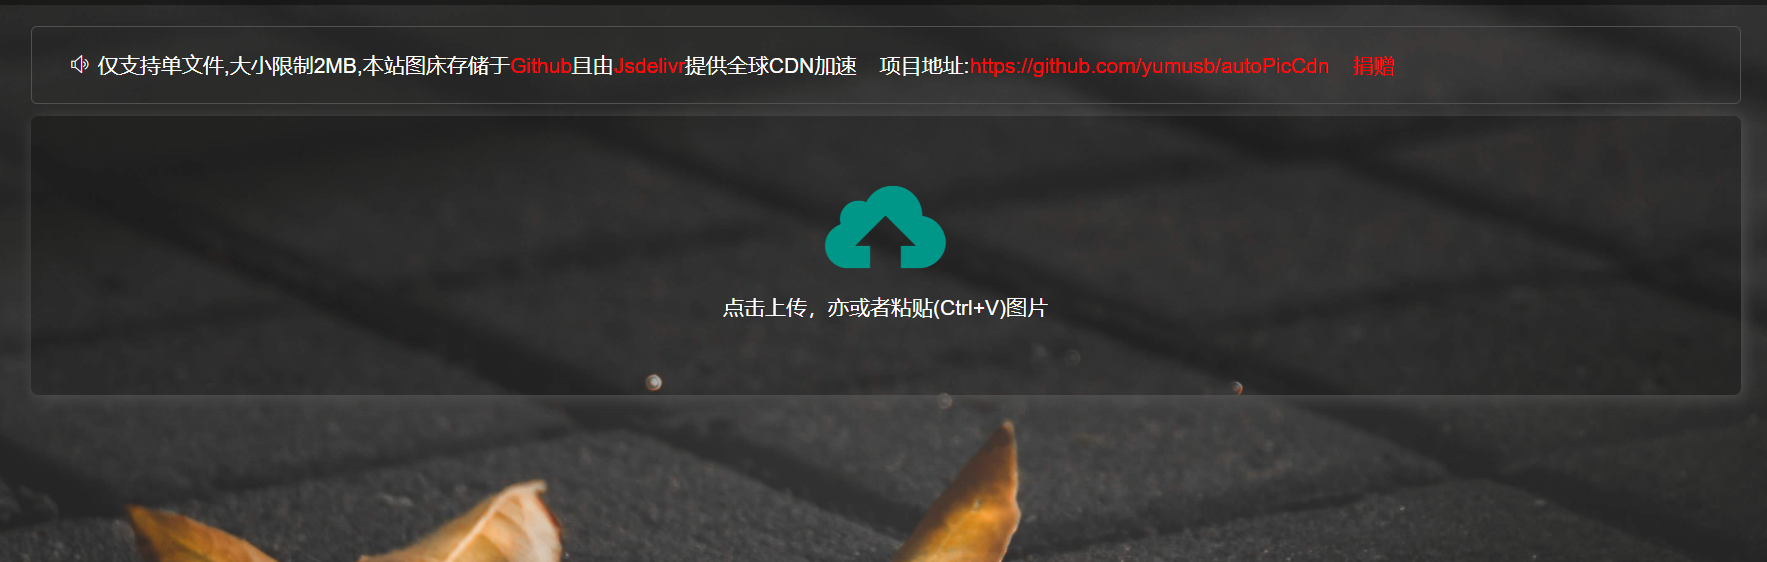 仅支持单文件,大小限制2MB,本站图床存储于Github且由Jsdelivr提供全球CDN加速 项目地址:https://github.com/yumusb/autoPicCdn 捐赠
点击上传，亦或者粘贴(Ctrl+V)图片